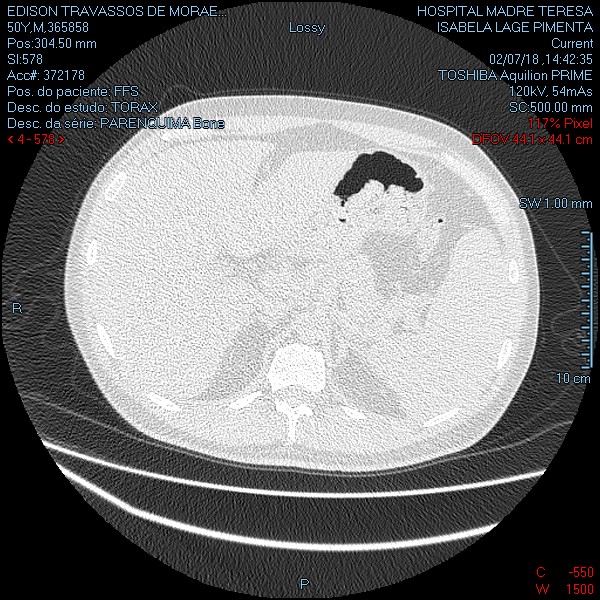 EDISON TRAVASSOS DE MORAE...
50Y,M,365858
Pos:304.50 mm
SI:578
Acc#: 372178
Pos. do paciente: FFS
Desc. do estudo: TORAX
Desc. da série: PARENQUIMA Bone
< 4 - 578 >
Lossy
HOSPITAL MADRE TERESA
ISABELA LAGE PIMENTA
Current
02/07/18 ,14:42:35
TOSHIBA Aquilion PRIME
120kV, 54mAs
SC:500.00 mm
117% Pixel
DFOV:44.1 x 44.1 cm
SW:1.00 mm
R
10 cm
P
C -550
W 1500